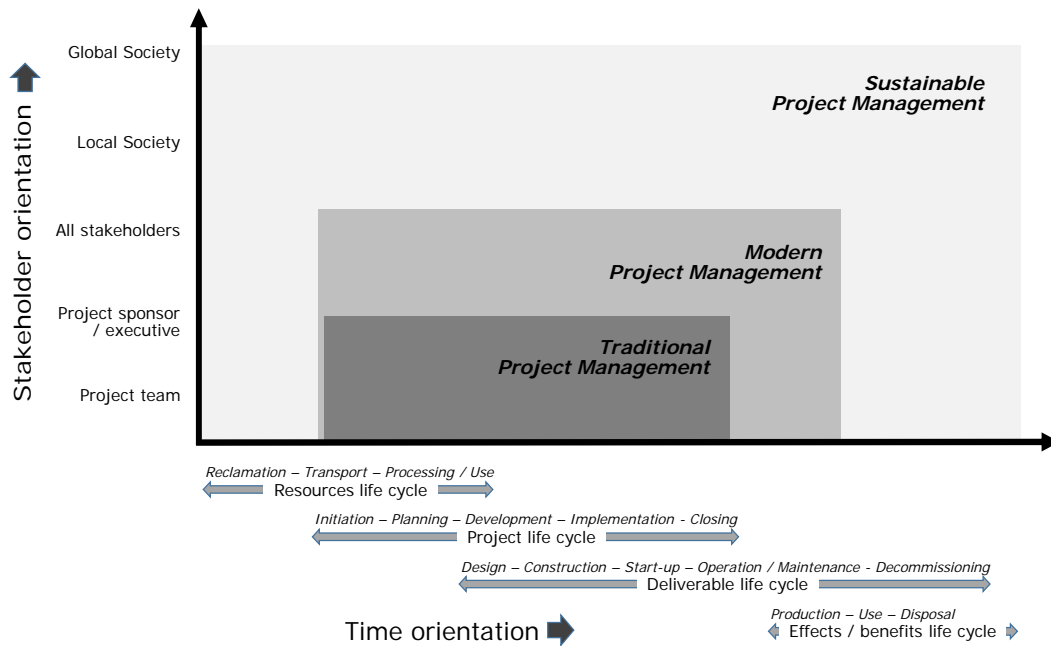 Global Society
Local Society
All stakeholders
Project sponsor
/ executive
Project team
Stakeholder orientation
Sustainable
Project Management
Modern
Project Management
Traditional
Project Management
Reclamation – Transport – Processing / Use
Resources life cycle
Initiation – Planning – Development – Implementation - Closing
Project life cycle
Design – Construction – Start-up – Operation / Maintenance - Decommissioning
Deliverable life cycle
Production – Use – Disposal
Effects / benefits life cycle
Time orientation